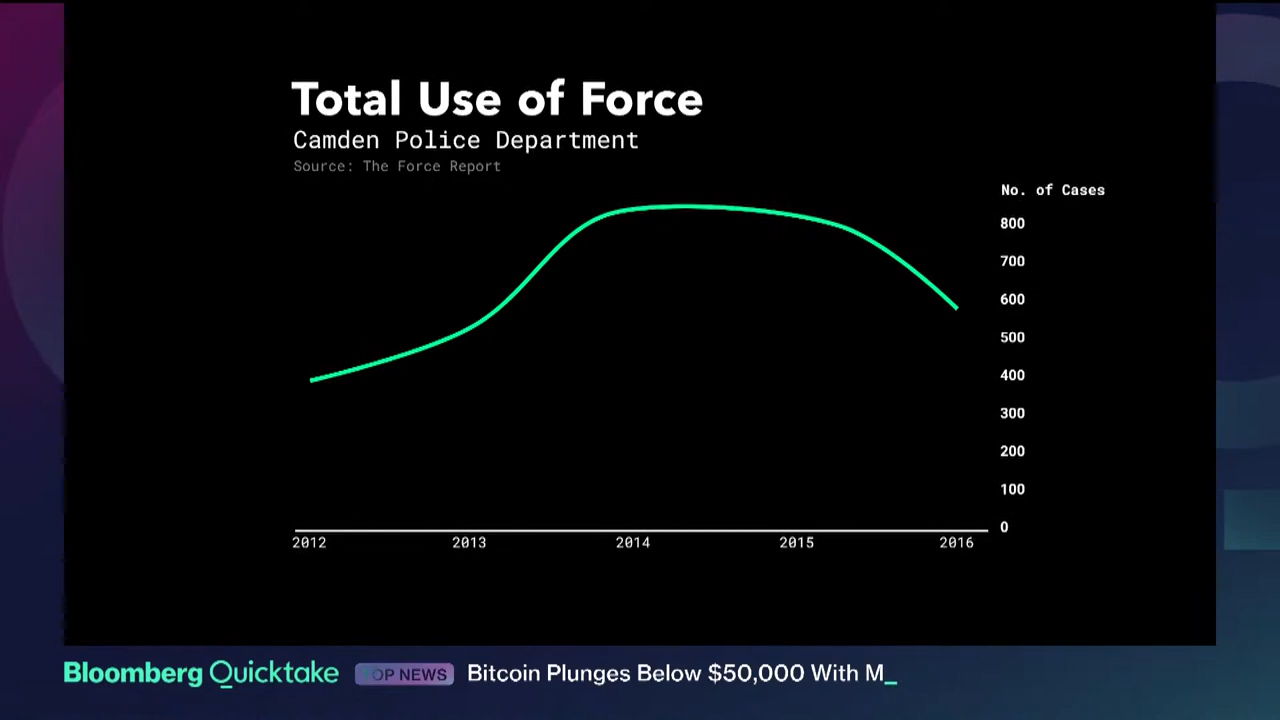 Total Use of Force
Camden Police Department
Source: The Force Report
No. of Cases
800
700
600
500
400
300
200
100
0
2012 2013 2014 2015 2016
Bloomberg Quicktake TOP NEWS Bitcoin Plunges Below $50,000 With M_